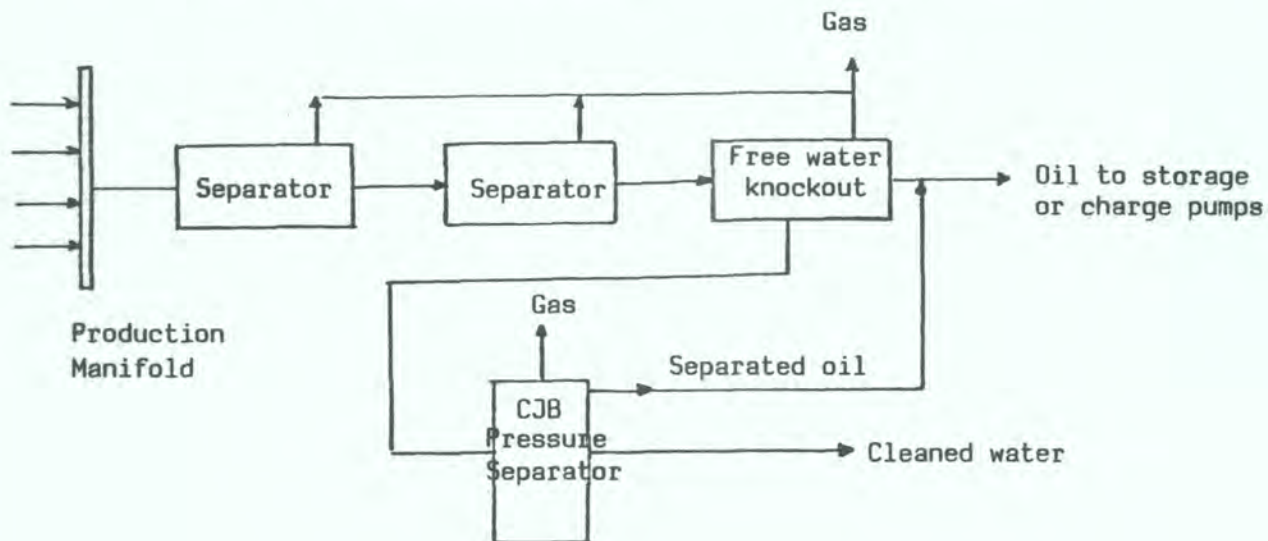 Gas
Separator
Separator
Free water
knockout
Oil to storage
or charge pumps
Production
Manifold
Gas
Separated oil
CJB
Pressure
Separator
Cleaned water